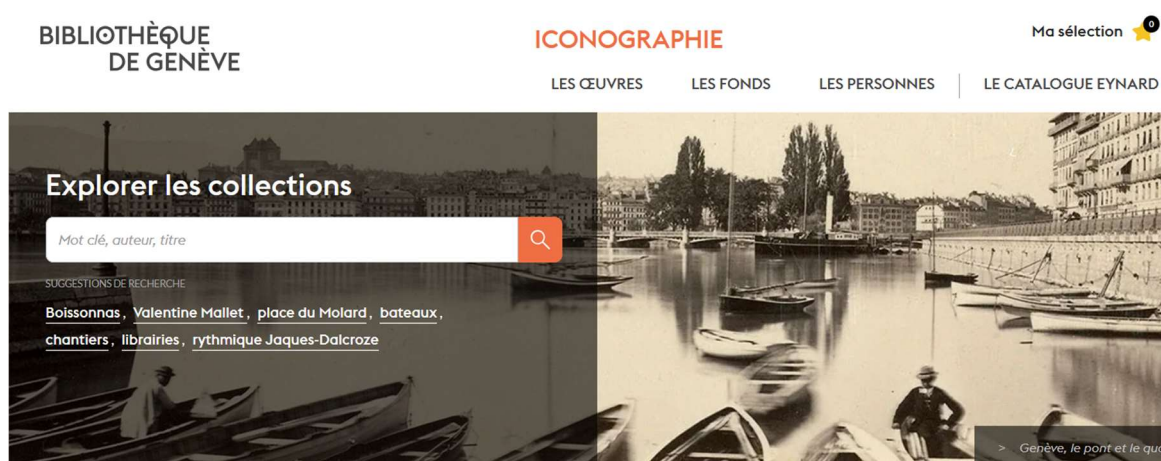 BIBLIOTHÈQUE
DE GENÈVE
ICONOGRAPHIE
Ma sélection
0
LES ŒUVRES
LES FONDS
LES PERSONNES
LE CATALOGUE EYNARD
Explorer les collections
Mot clé, auteur, titre
SUGGESTIONS DE RECHERCHE
Boissonnas, Valentine Mallet, place du Molard, bateaux,
chantiers, librairies, rythmique Jaques-Dalcroze
> Genève, le pont et le